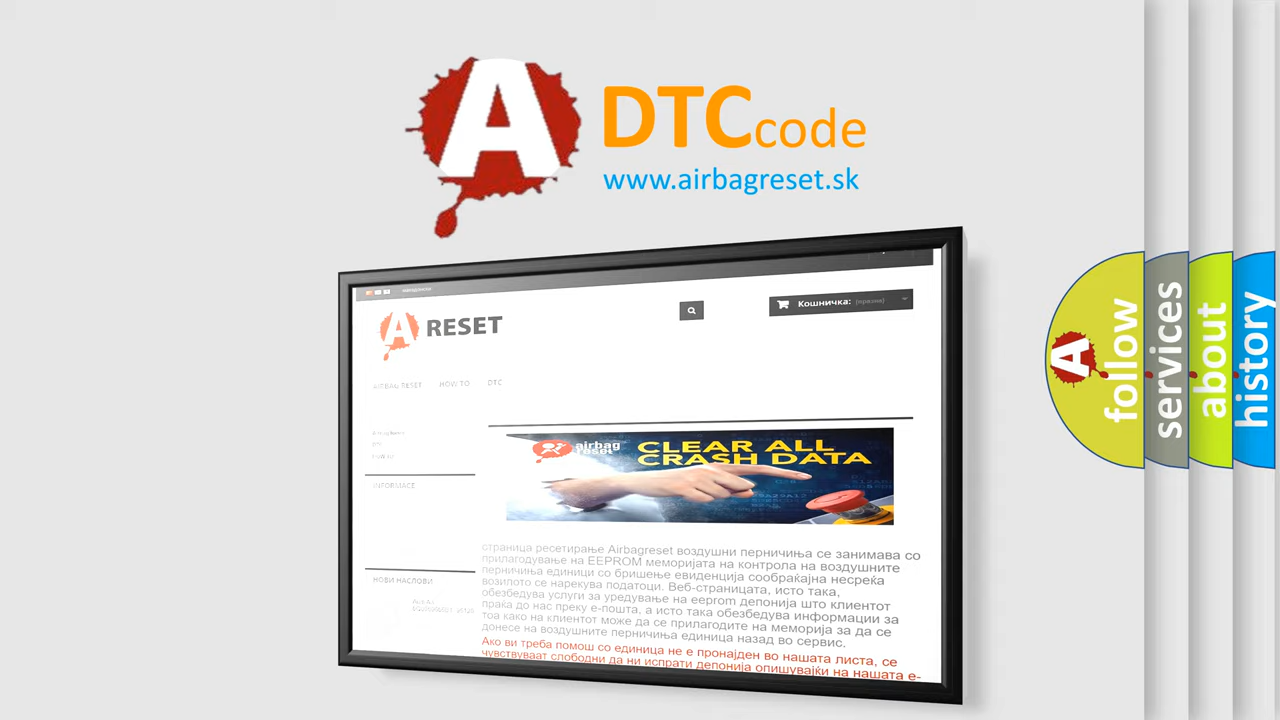 A
DTCcode
www.airbagreset.sk
A RESET
Кошничка: (празни)
AIRBAG RESET HOW TO DTC
INFORMACE
airbag
reset
CLEAR ALL
CRASH DATA
страница ресетирање Airbagreset воздушни перничиња се занимава со
прилагодување на EEPROM меморијата на контрола на воздушните
перничиња единици со бришење евиденција сообраќајна несреќа
возилото се нарекува податоци. Веб-страницата, исто така,
обезбедува услуги за уредување на eeprom депонија што клиентот
праќа до нас преку е-пошта, а исто така обезбедува информации за
тоа како на клиентот може да се прилагодите на меморија за да се
донесе на воздушните перничиња единица назад во сервис.
Ако ви треба помош со единица не е пронајден во нашата листа, се
чувствуваат слободни да ни испрати депонија опишувајќи на нашата е-
НОВИ НАСЛОВИ
A
follow
services
about
history